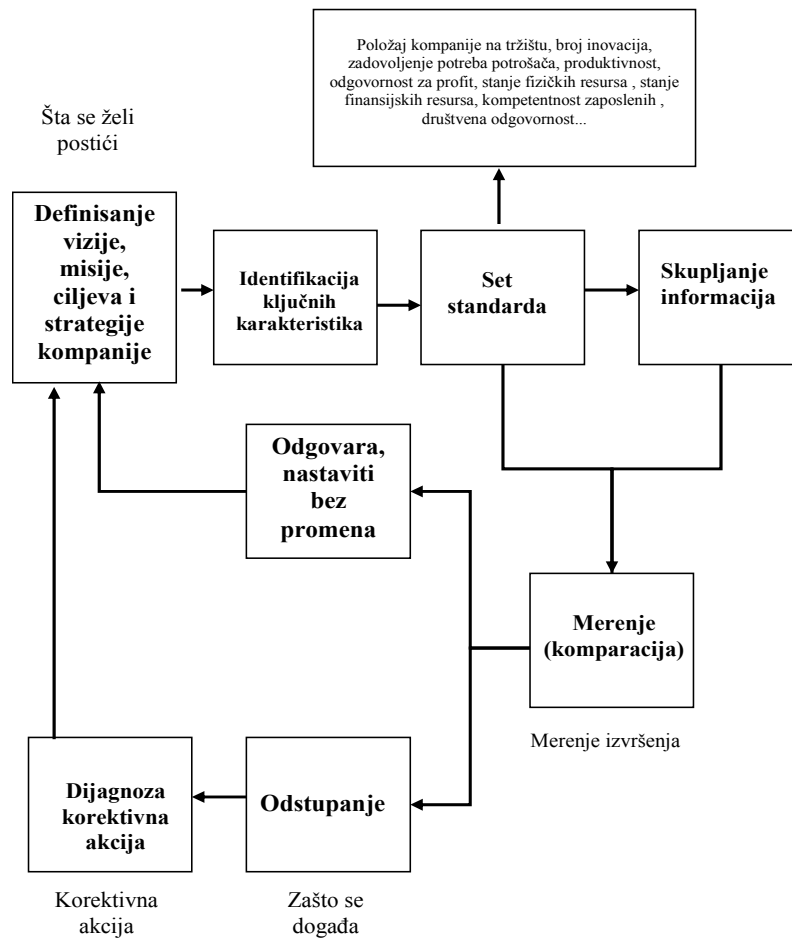 Položaj kompanije na tržištu, broj inovacija,
zadovoljenje potreba potrošača, produktivnost,
odgovornost za profit, stanje fizičkih resursa , stanje
finansijskih resursa, kompetentnost zaposlenih ,
društvena odgovornost...
Šta se želi
postići
Definisanje
vizije,
misije,
ciljeva i
strategije
kompanije
Identifikacija
ključnih
karakteristika
Set
standarda
Skupljanje
informacija
Odgovara,
nastaviti
bez
promena
Merenje
(komparacija)
Merenje izvršenja
Dijagnoza
korektivna
akcija
Odstupanje
Korektivna
akcija
Zašto se
događa